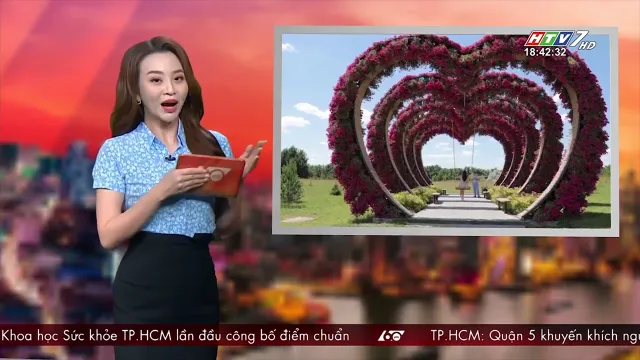 HTV7 HD
18:42:32
Khoa học Sức khỏe TP.HCM lần đầu công bố điểm chuẩn 60 TP.HCM: Quận 5 khuyến khích